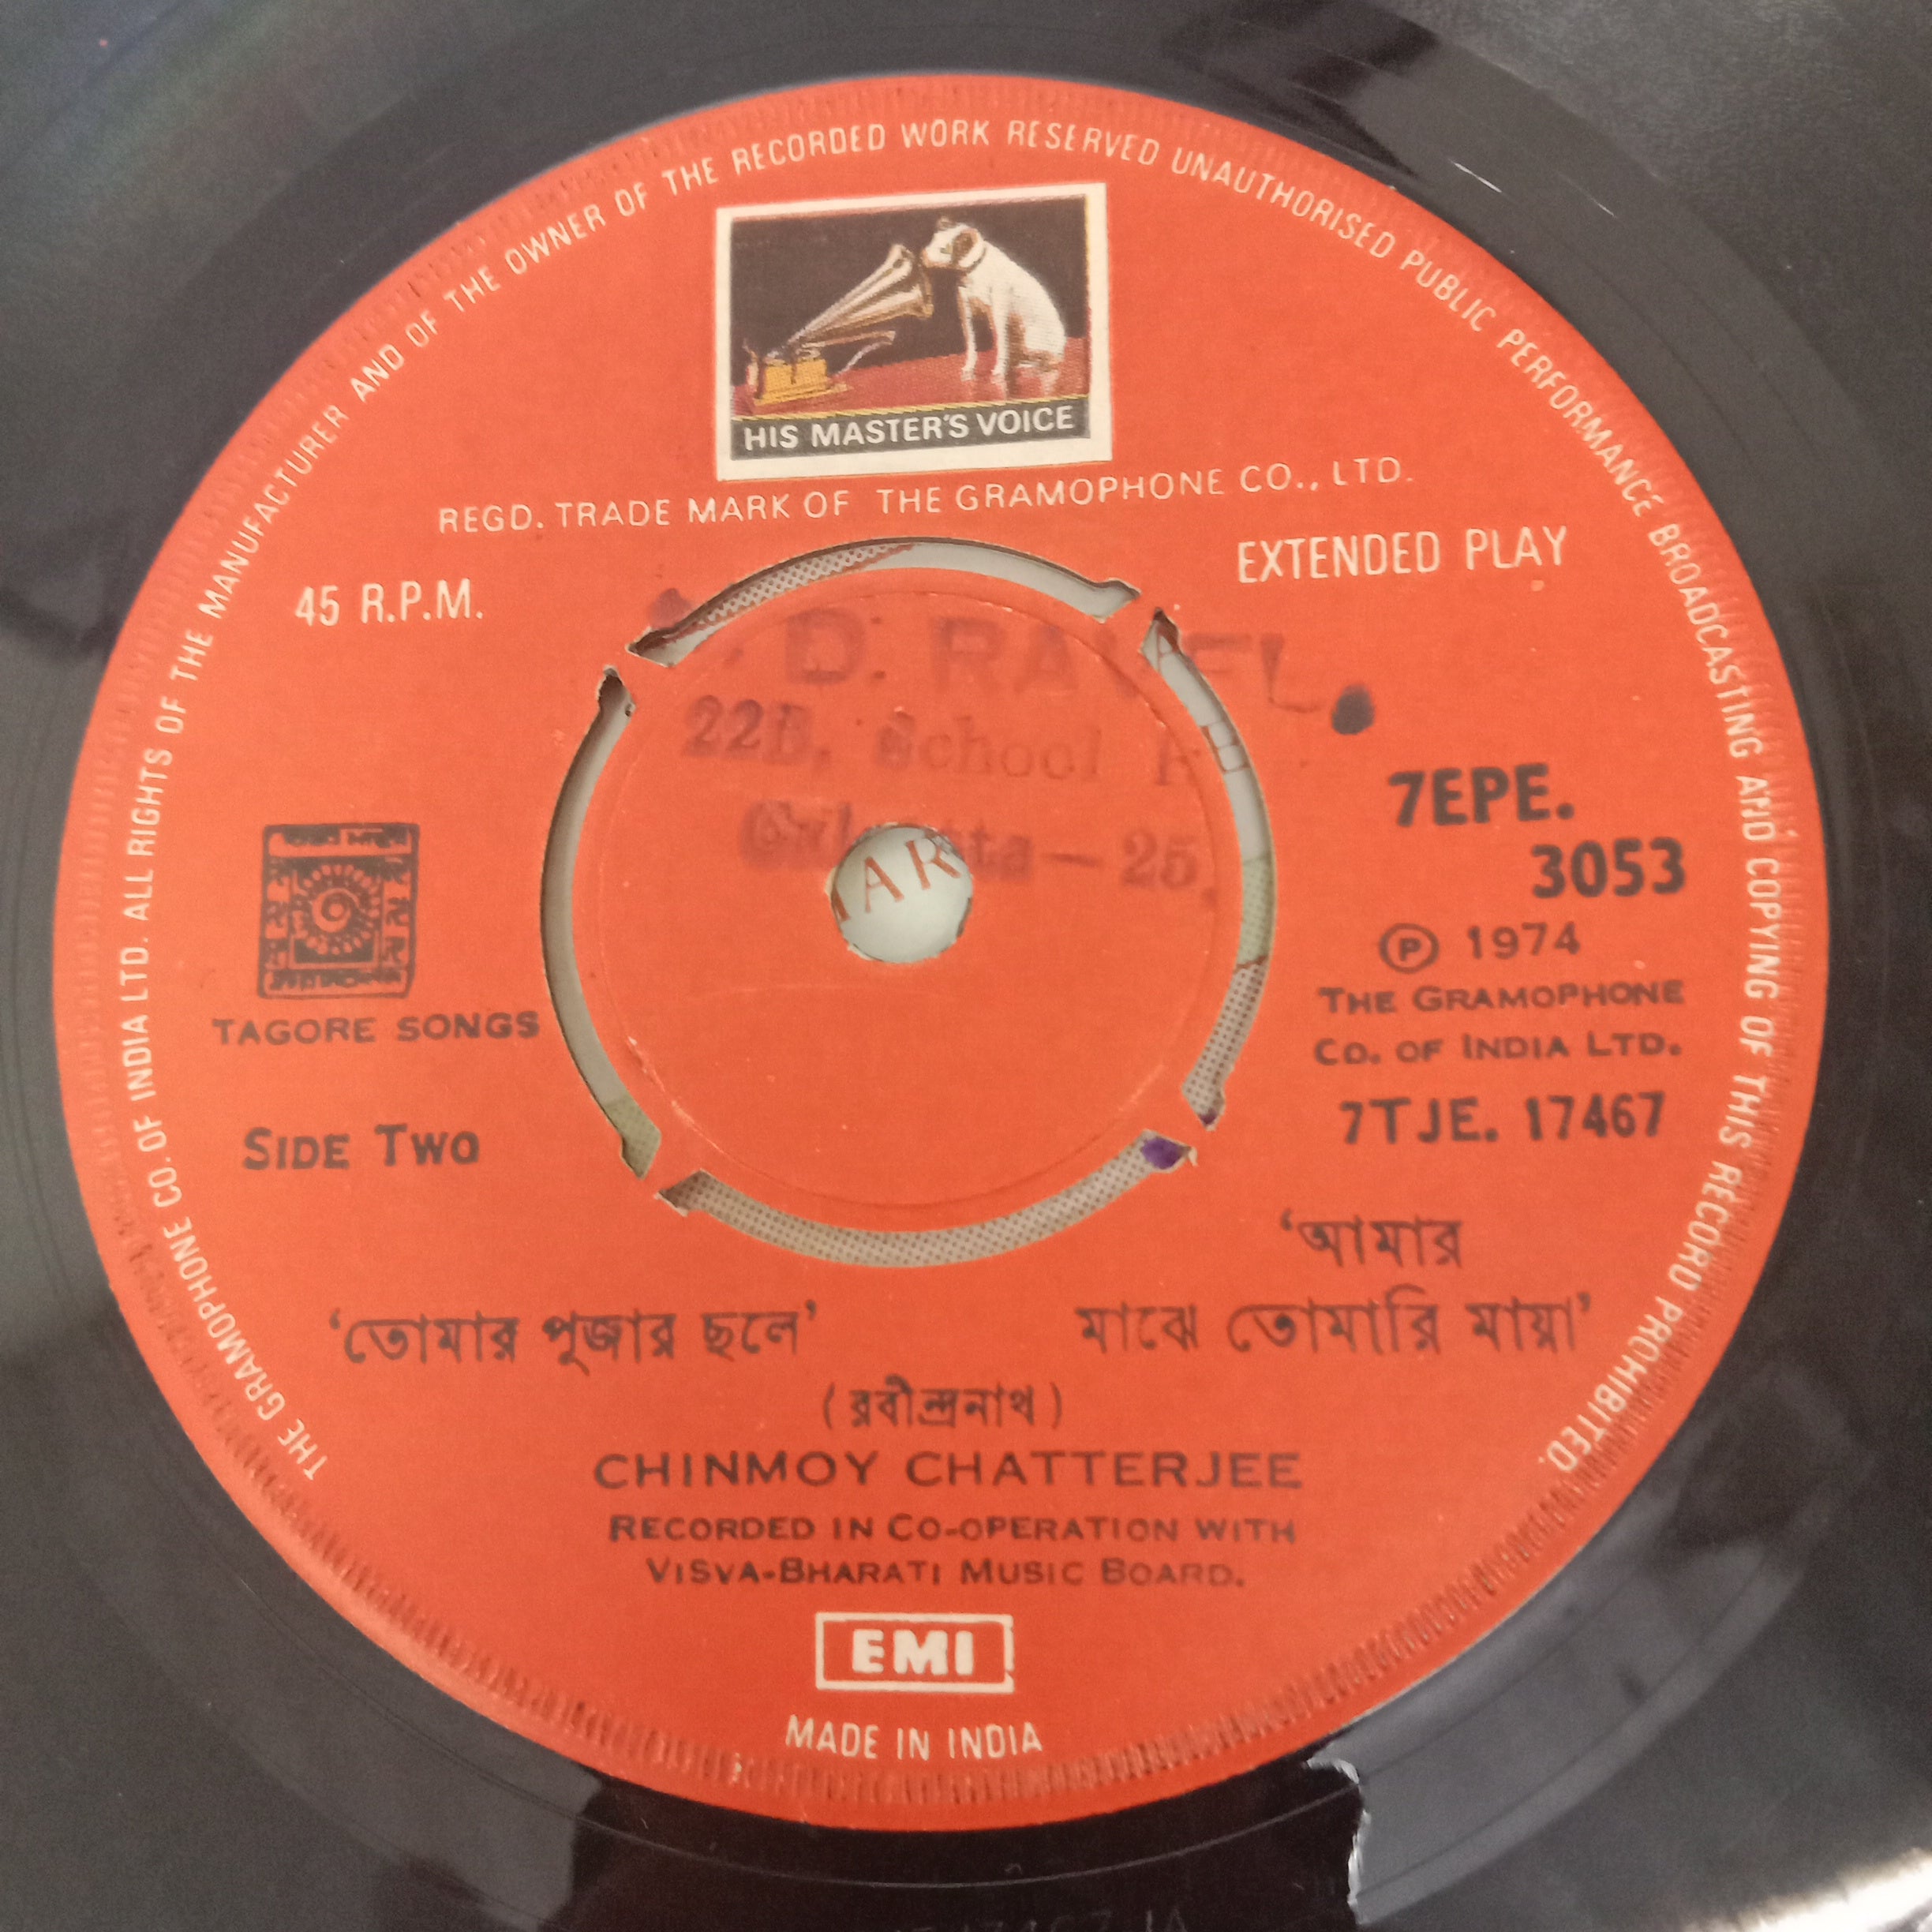 THE GRAMOPHONE CO. OF INDIA LTD. ALL RIGHTS OF THE MANUFACTURER AND OF THE OWNER OF THE RECORDED WORK RESERVED UNAUTHORISED PUBLIC PERFORMANCE BROADCASTING AND COPYING OF THIS RECORD PROHIBITED.
HIS MASTER'S VOICE
REGD. TRADE MARK OF THE GRAMOPHONE CO., LTD.
45 R.P.M.
EXTENDED PLAY
D.
22B, School
Calcutta - 25.
7EPE.
3053
Ⓟ 1974
THE GRAMOPHONE
CO. OF INDIA LTD.
7TJE. 17467
TAGORE SONGS
SIDE TWO
'তোমার পূজার ছলে'
'আমার
মাঝে তোমারি মায়া'
(রবীন্দ্রনাথ)
CHINMOY CHATTERJEE
RECORDED IN CO-OPERATION WITH
VISVA-BHARATI MUSIC BOARD.
EMI
MADE IN INDIA